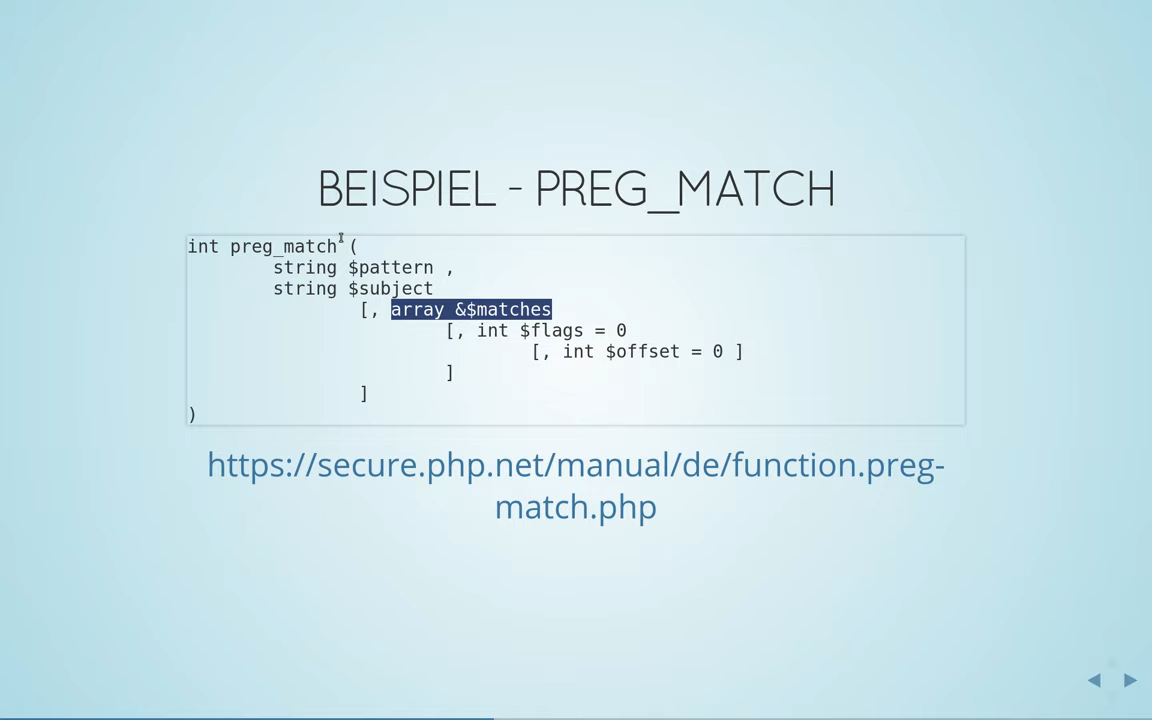 BEISPIEL - PREG_MATCH
int preg_match (
string $pattern ,
string $subject
[, array &$matches
[, int $flags = 0
[, int $offset = 0 ]
]
]
)
https://secure.php.net/manual/de/function.preg-
match.php